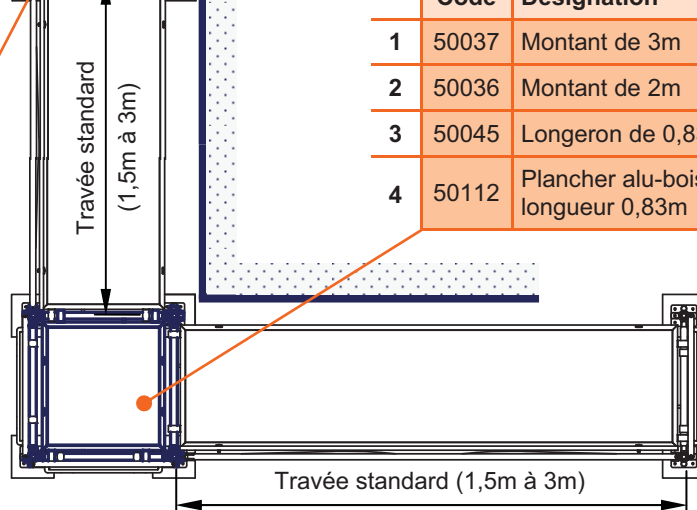 Code Désignation
1 50037 Montant de 3m
2 50036 Montant de 2m
3 50045 Longeron de 0,8
4 50112 Plancher alu-bois
longueur 0,83m
Travée standard
(1,5m à 3m)
Travée standard (1,5m à 3m)